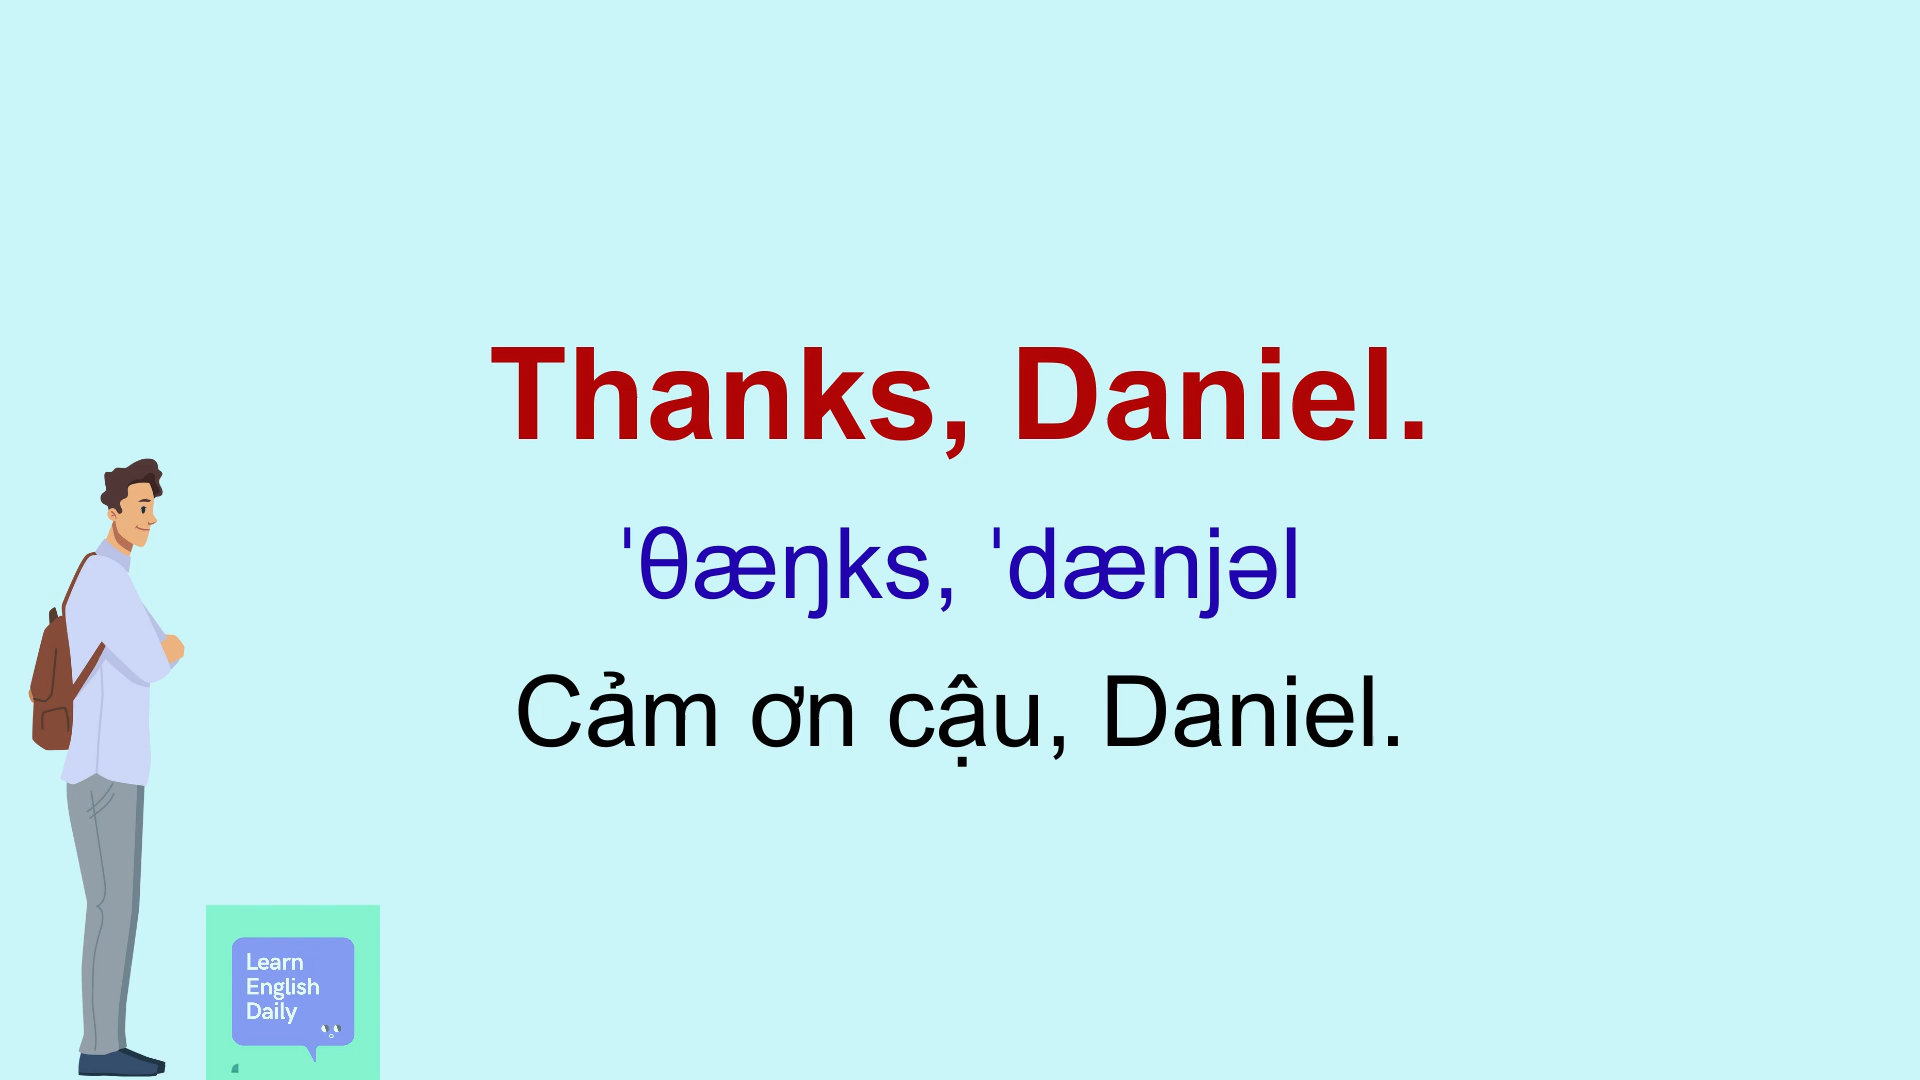 Thanks, Daniel.
ˈθæŋks, ˈdænjəl
Cảm ơn cậu, Daniel.
Learn
English
Daily